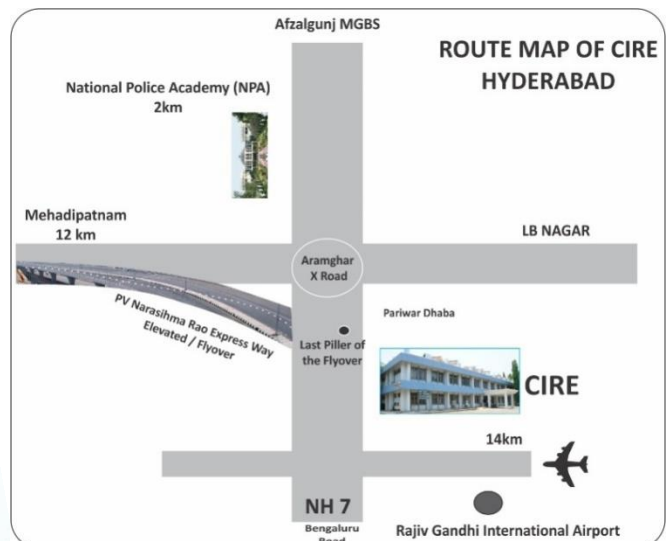 Afzalgunj MGBS
ROUTE MAP OF CIRE
HYDERABAD
National Police Academy (NPA)
2km
Mehadipatnam
12 km
LB NAGAR
Aramghar
X Road
PV Narasihma Rao Express Way
Elevated / Flyover
Pariwar Dhaba
Last Piller of
the Flyover
CIRE
14km
NH 7
Bengaluru
Road
Rajiv Gandhi International Airport